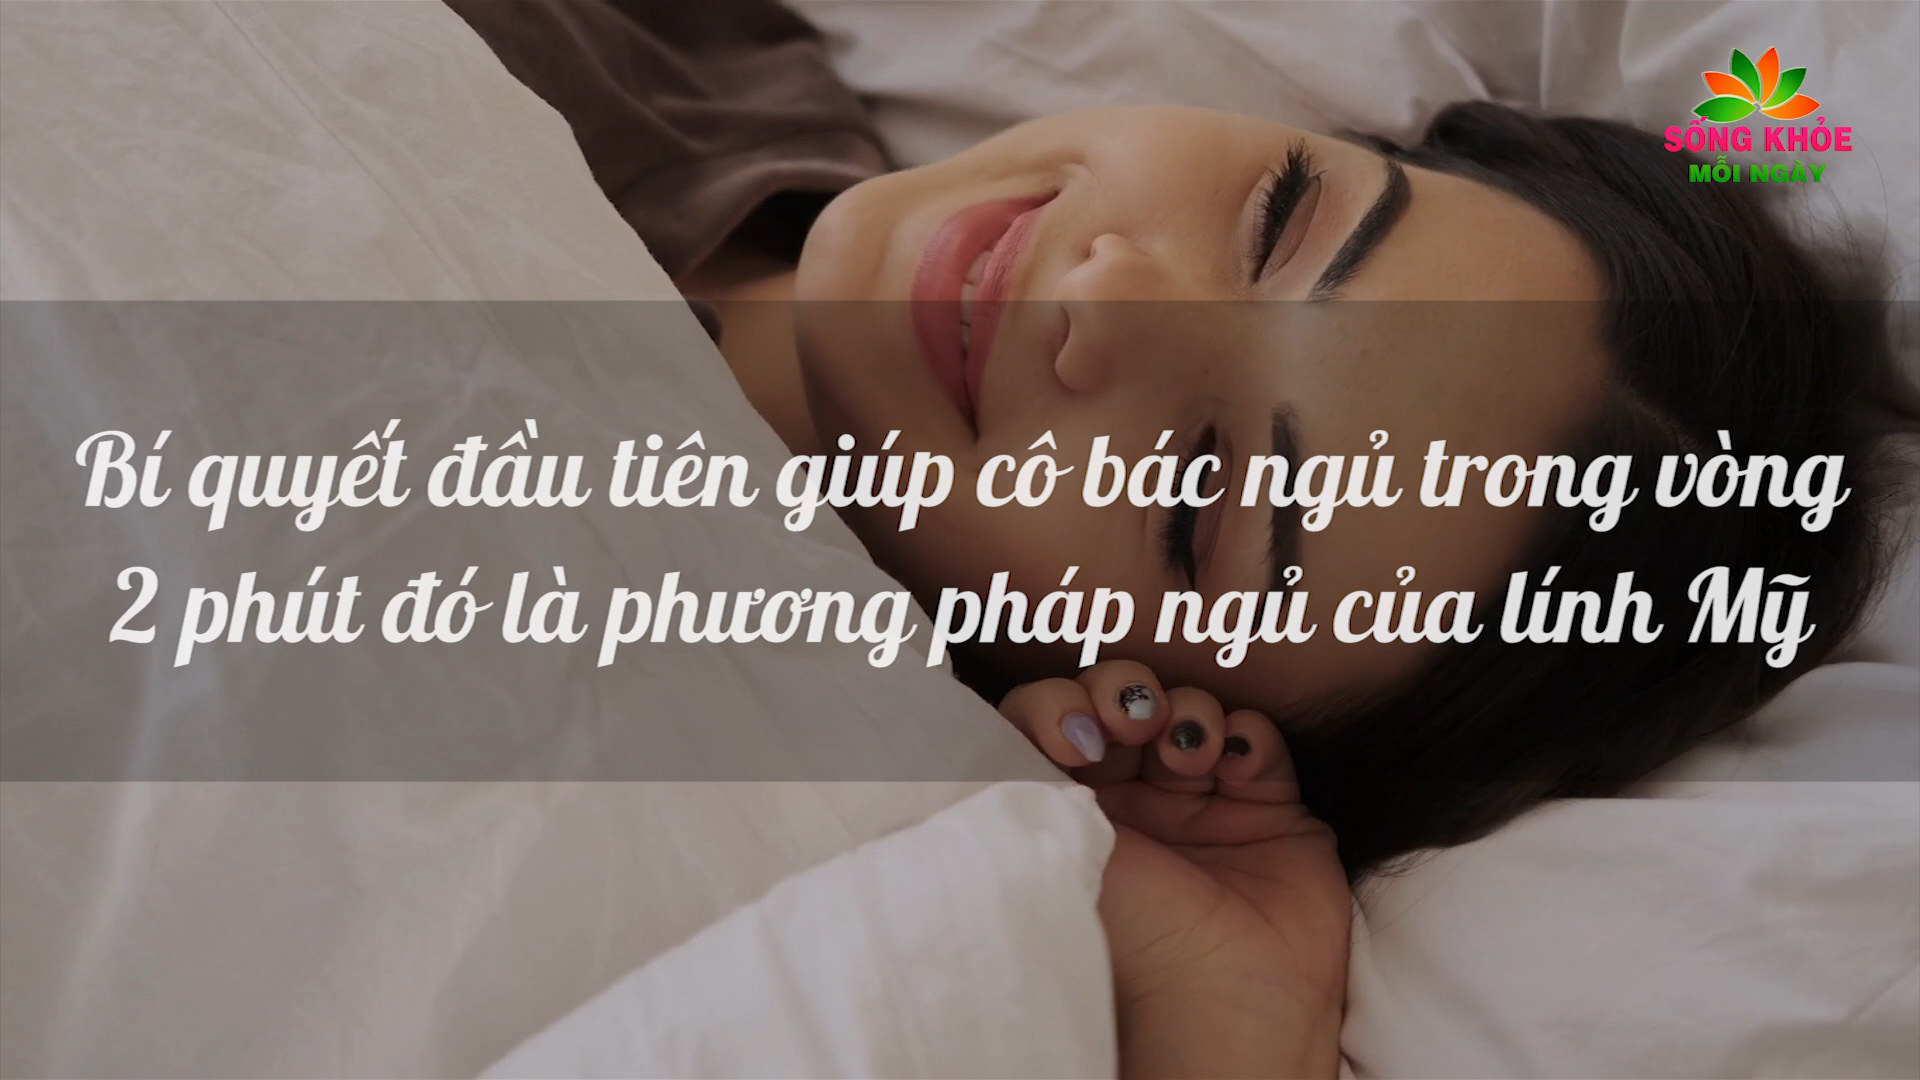 SỐNG KHỎE
MỖI NGÀY
Bí quyết đầu tiên giúp cô bác ngủ trong vòng
2 phút đó là phương pháp ngủ của lính Mỹ